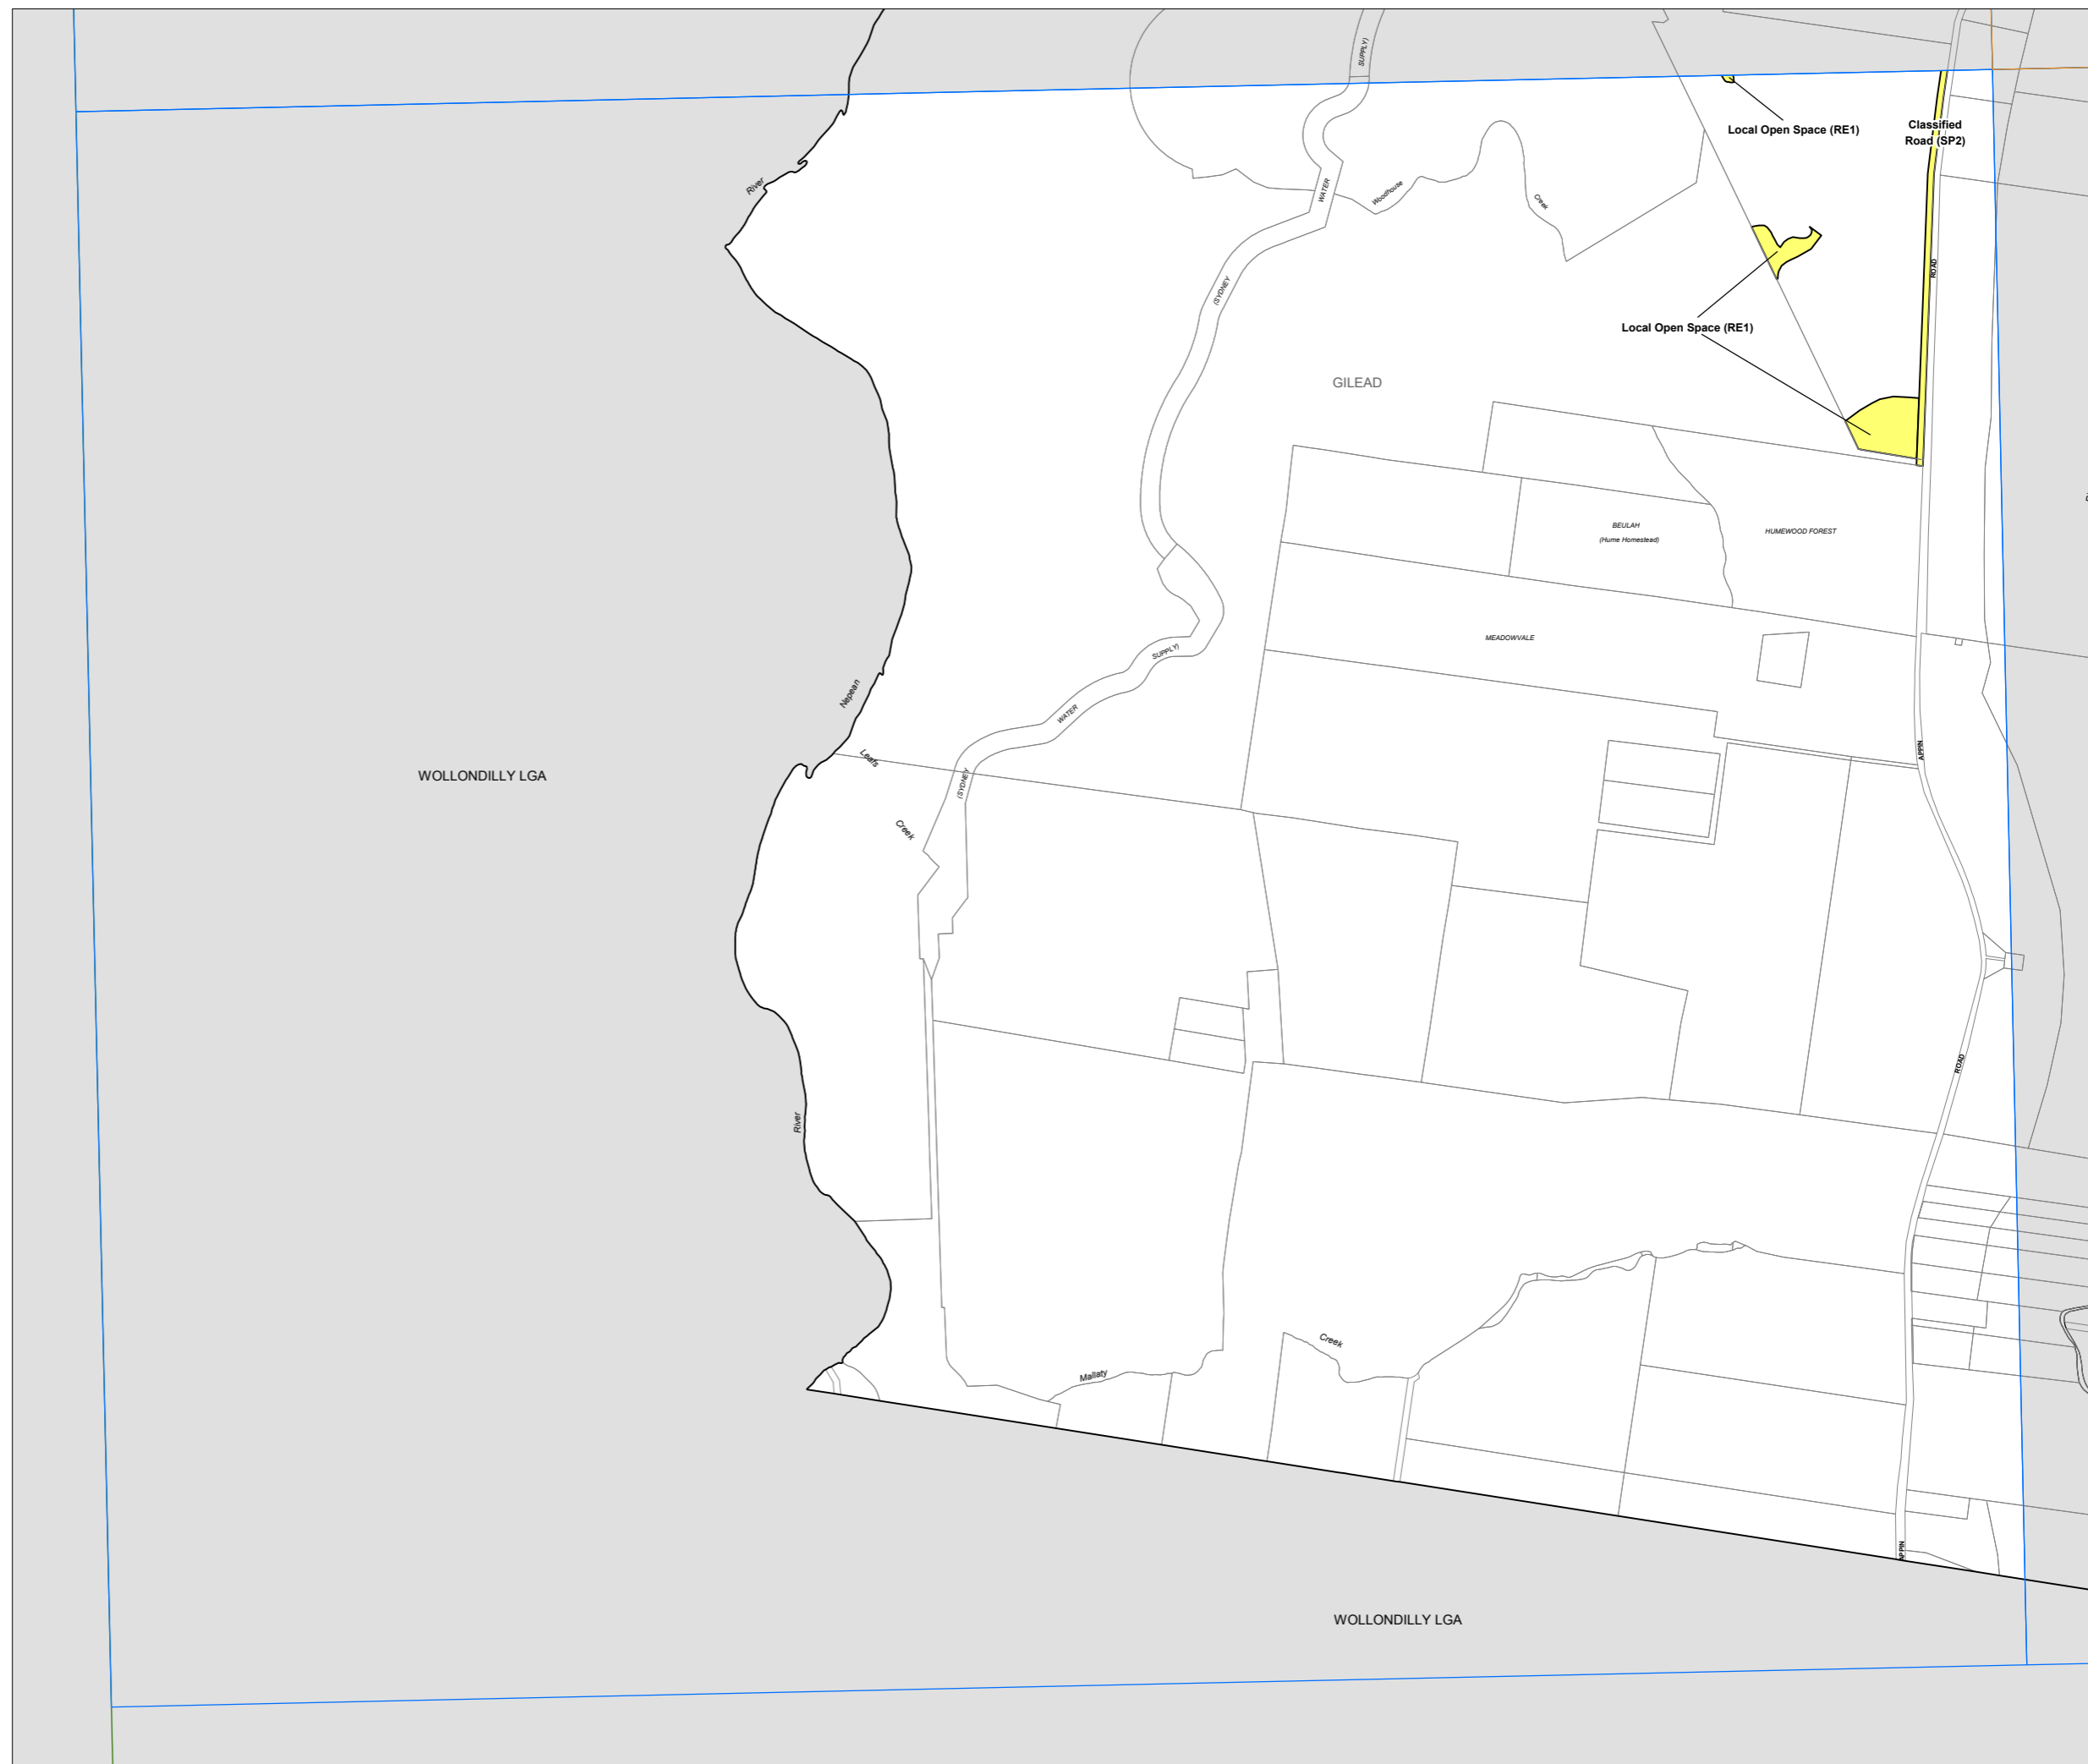 SUPPLY)
Local Open Space (RE1)
Classified
Road (SP2)
River
WATER
Woodhouse
Creek
ROAD
(SYDNEY
Local Open Space (RE1)
GILEAD
BEULAH
(Hume Homestead)
HUMEWOOD FOREST
MEADOWVALE
SUPPLY)
Nepean
WATER
APPIN
Leafs
WOLLONDILLY LGA
(SYDNEY
Creek
ROAD
River
Creek
Mallaty
APPIN
WOLLONDILLY LGA